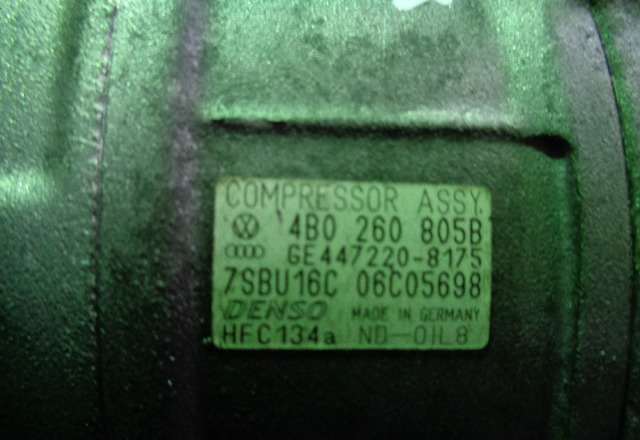 COMPRESSOR ASSY.
4B0 260 805B
GE447220-8175
7SBU16C 06C05698
DENSO MADE IN GERMANY
HFC134a ND-OIL8